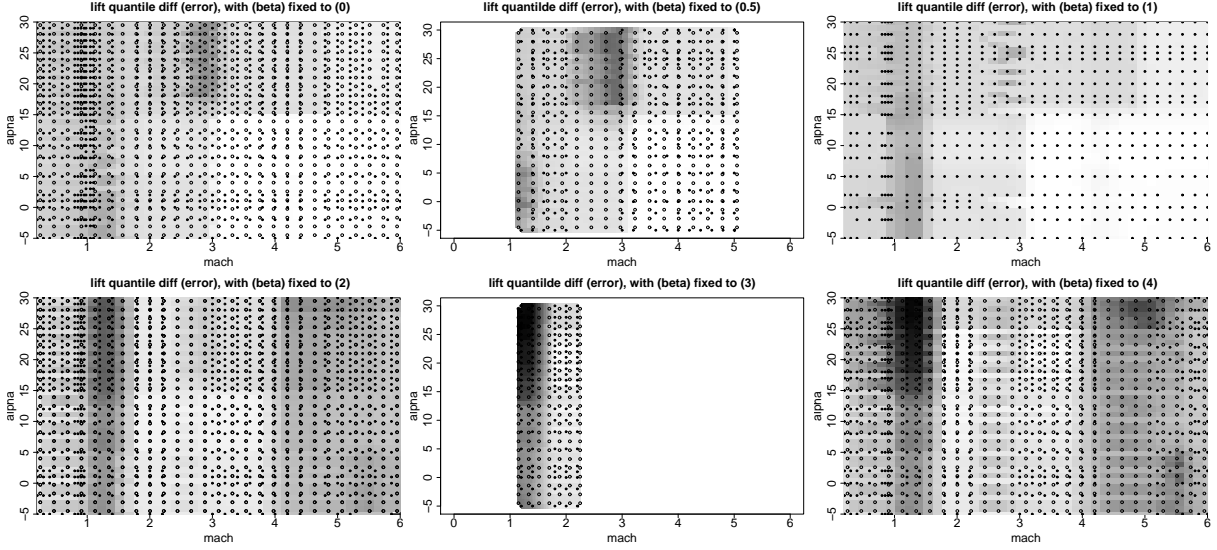 lift quantile diff (error), with (beta) fixed to (0)
30
25
20
15
10
5
0
−5
alpha
1 2 3 4 5 6
mach
lift quantilde diff (error), with (beta) fixed to (0.5)
30
25
20
15
10
5
0
−5
alpha
0 1 2 3 4 5 6
mach
lift quantile diff (error), with (beta) fixed to (1)
30
25
20
15
10
5
0
−5
alpha
1 2 3 4 5 6
mach
lift quantile diff (error), with (beta) fixed to (2)
30
25
20
15
10
5
0
−5
alpha
1 2 3 4 5 6
mach
lift quantilde diff (error), with (beta) fixed to (3)
30
25
20
15
10
5
0
−5
alpha
0 1 2 3 4 5 6
mach
lift quantile diff (error), with (beta) fixed to (4)
30
25
20
15
10
5
0
−5
alpha
1 2 3 4 5 6
mach